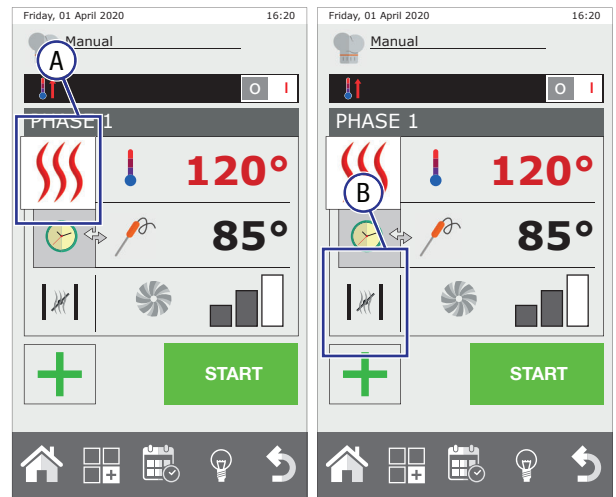 Friday, 01 April 2020 16:20
Manual
A
O I
PHASE 1
120°
85°
START
Friday, 01 April 2020 16:20
Manual
O I
PHASE 1
120°
B
85°
START